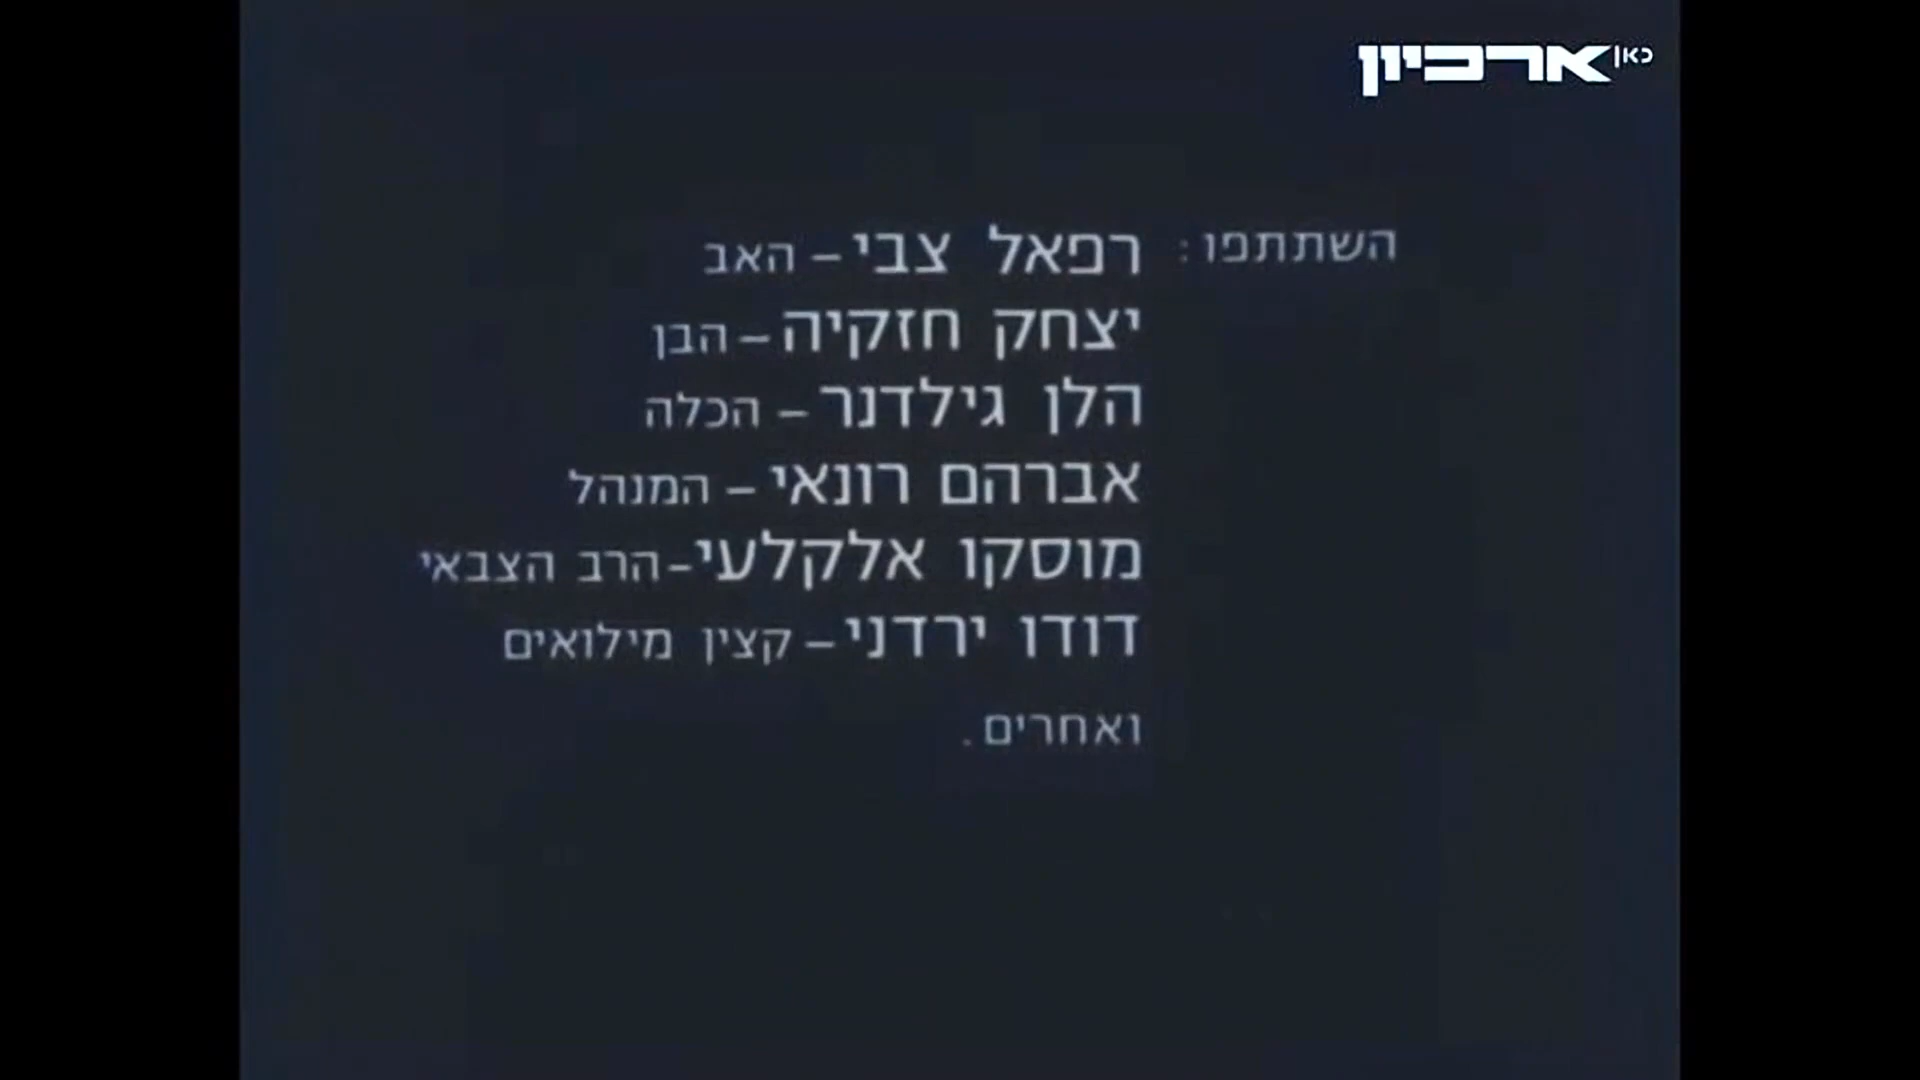 כאן ארכיון
השתתפו: רפאל צבי – האב
יצחק חזקיה – הבן
הלן גילדנר – הכלה
אברהם רונאי – המנהל
מוסקו אלקלעי – הרב הצבאי
דודו ירדני – קצין מילואים
ואחרים.